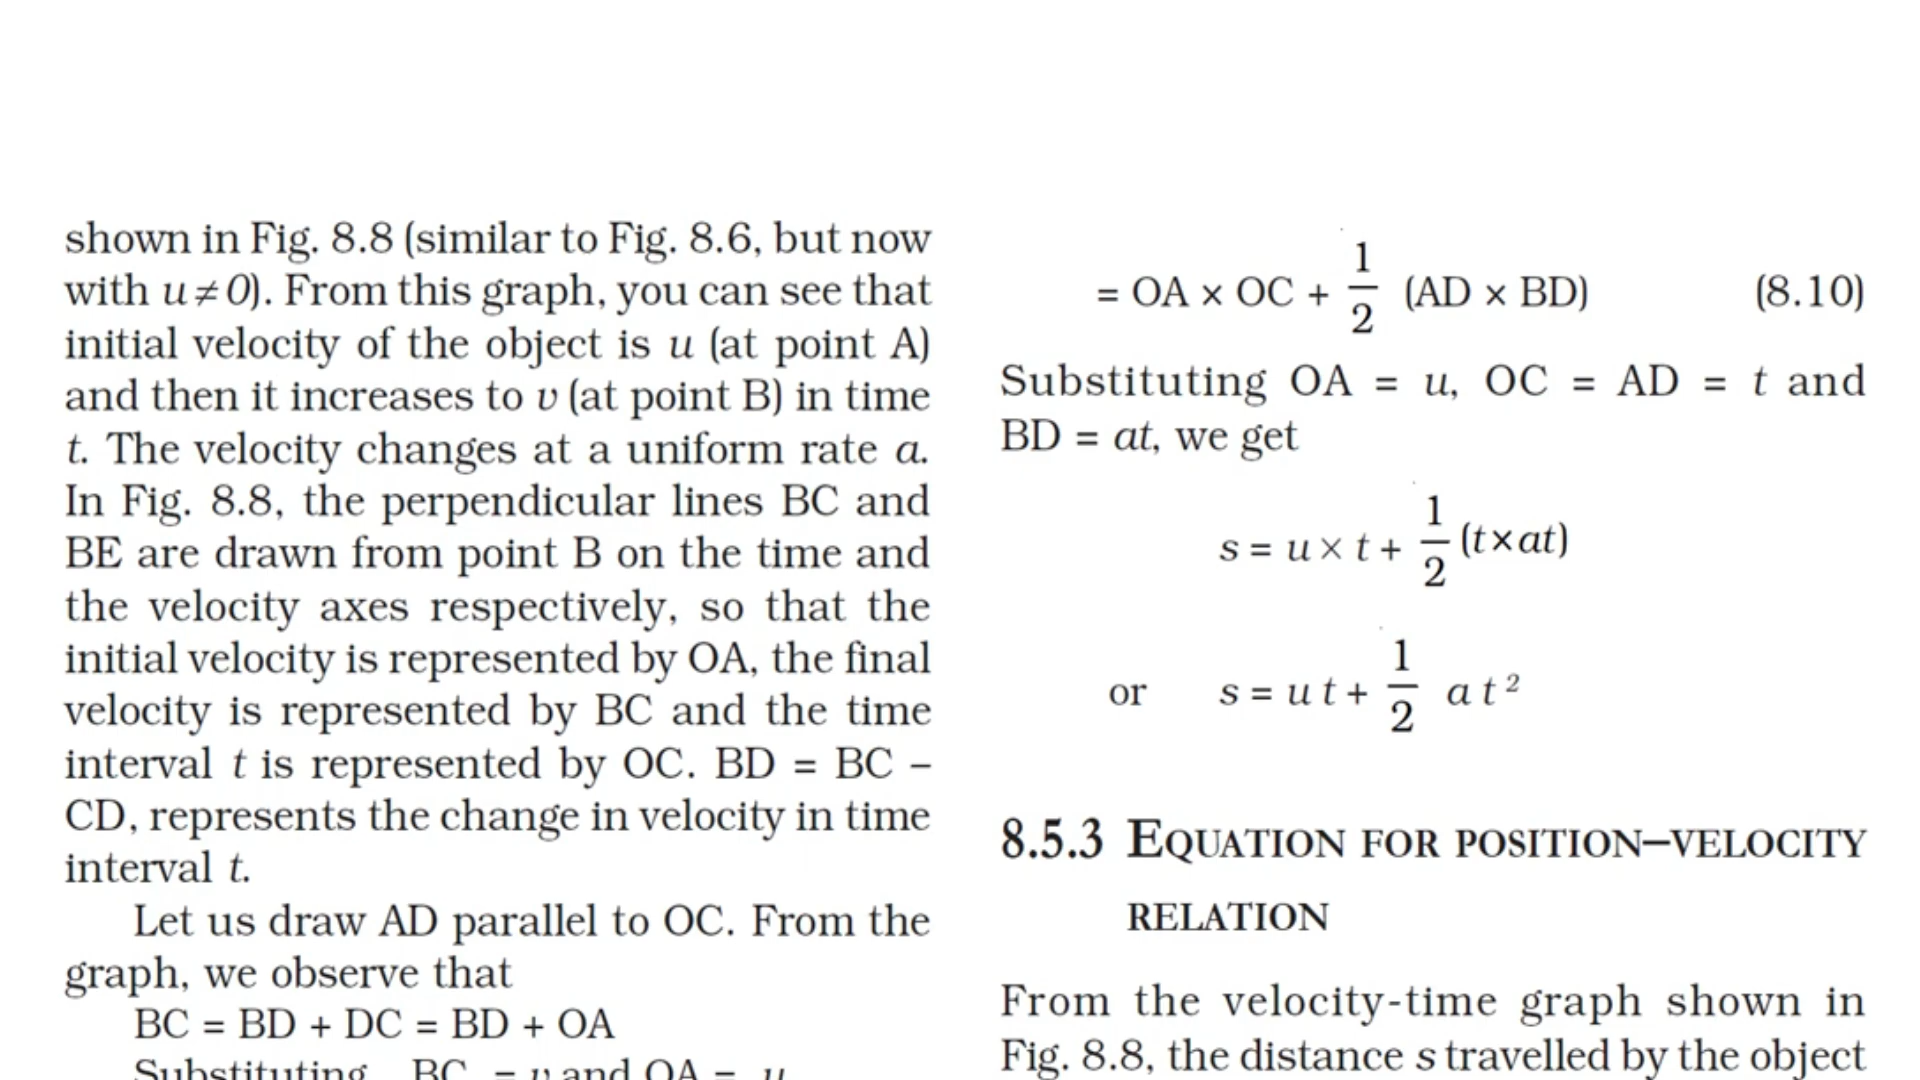 shown in Fig. 8.8 (similar to Fig. 8.6, but now
with u ≠ 0). From this graph, you can see that
initial velocity of the object is u (at point A)
and then it increases to v (at point B) in time
t. The velocity changes at a uniform rate a.
In Fig. 8.8, the perpendicular lines BC and
BE are drawn from point B on the time and
the velocity axes respectively, so that the
initial velocity is represented by OA, the final
velocity is represented by BC and the time
interval t is represented by OC. BD = BC –
CD, represents the change in velocity in time
interval t.
Let us draw AD parallel to OC. From the
graph, we observe that
BC = BD + DC = BD + OA
Substituting BC = v and OA = u
= OA × OC + 1/2 (AD × BD) (8.10)
Substituting OA = u, OC = AD = t and
BD = at, we get
s = u × t + 1/2 (t × at)
or s = u t + 1/2 a t²
8.5.3 EQUATION FOR POSITION–VELOCITY
RELATION
From the velocity-time graph shown in
Fig. 8.8, the distance s travelled by the object